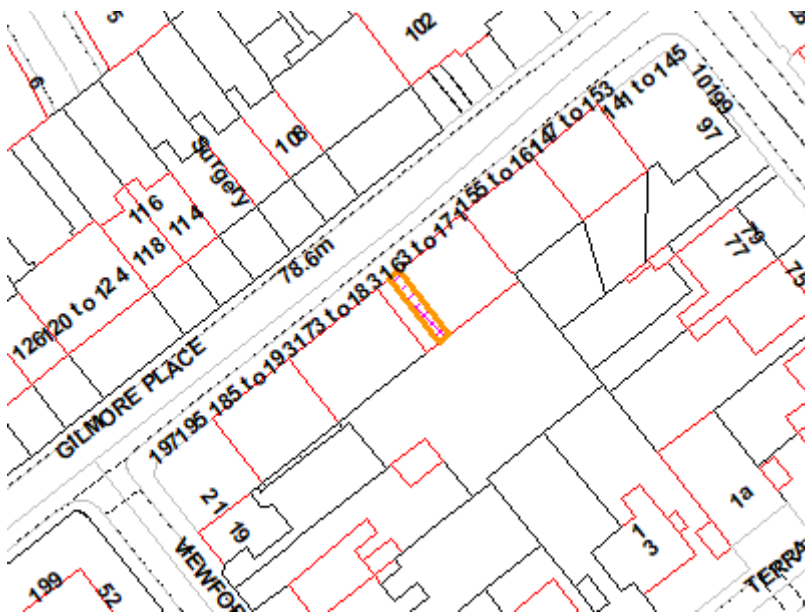 5
102
6
108
Surgery
116
114
118
120 to 124
126
78.6m
GILMORE PLACE
141 to 145
147 to 153
155 to 161
163 to 171
173 to 183
185 to 193
195
197
101
99
97
79
77
75
21
19
VIEWFOR
199
52
1
3
1a
TERRA